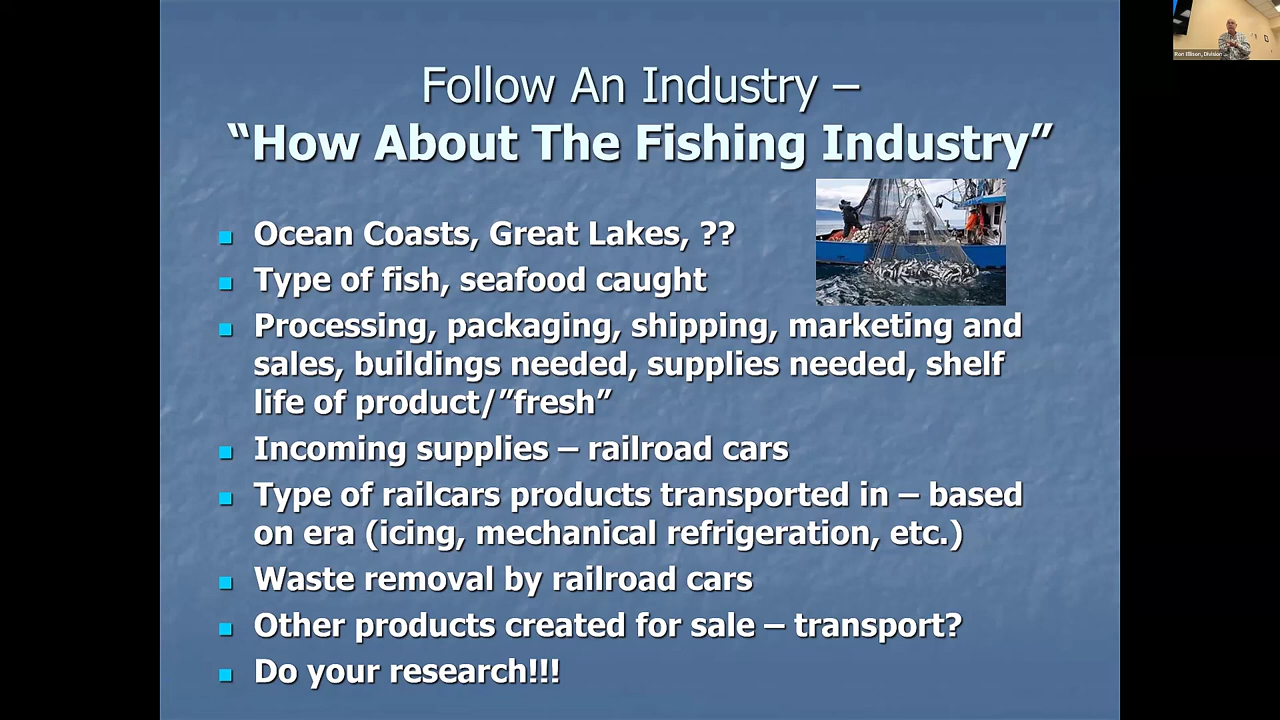 Follow An Industry –
“How About The Fishing Industry”
Ocean Coasts, Great Lakes, ??
Type of fish, seafood caught
Processing, packaging, shipping, marketing and
sales, buildings needed, supplies needed, shelf
life of product/”fresh”
Incoming supplies – railroad cars
Type of railcars products transported in – based
on era (icing, mechanical refrigeration, etc.)
Waste removal by railroad cars
Other products created for sale – transport?
Do your research!!!
Ron Ellison, Division